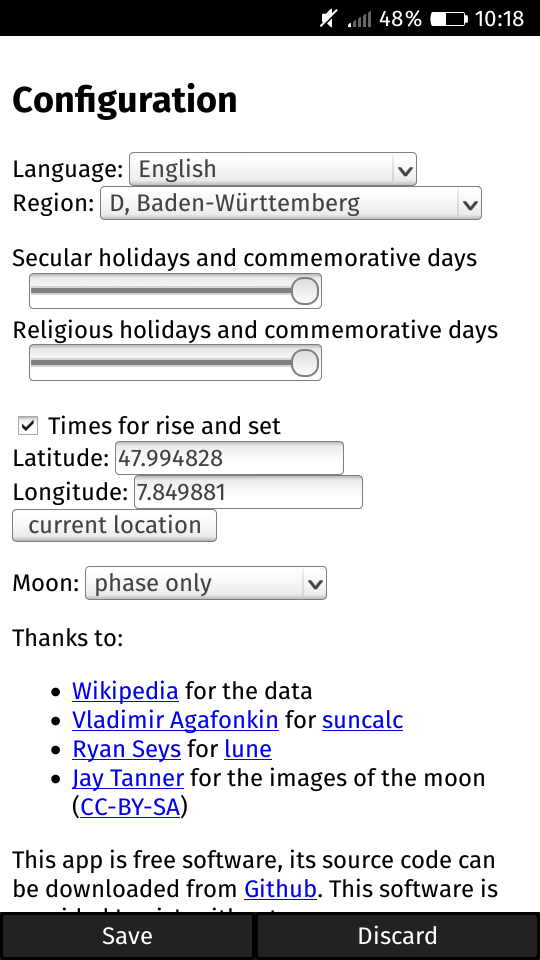 48% 10:18
Configuration
Language: English
Region: D, Baden-Württemberg
Secular holidays and commemorative days
Religious holidays and commemorative days
Times for rise and set
Latitude: 47.994828
Longitude: 7.849881
current location
Moon: phase only
Thanks to:
• Wikipedia for the data
• Vladimir Agafonkin for suncalc
• Ryan Seys for lune
• Jay Tanner for the images of the moon
(CC-BY-SA)
This app is free software, its source code can
be downloaded from Github. This software is
Save Discard